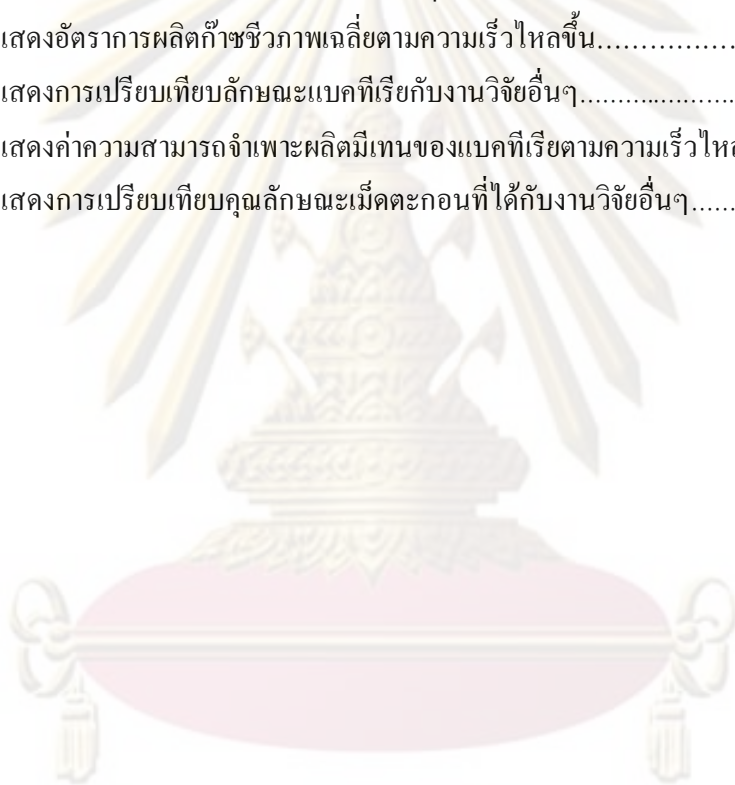 แสดงอัตราการผลิตก๊าซชีวภาพเฉลี่ยตามความเร็วไหลขึ้น................
แสดงการเปรียบเทียบลักษณะแบคทีเรียกับงานวิจัยอื่นๆ......................
แสดงค่าความสามารถจำเพาะผลิตมีเทนของแบคทีเรียตามความเร็วไหล
แสดงการเปรียบเทียบคุณลักษณะเม็ดตะกอนที่ได้กับงานวิจัยอื่นๆ......